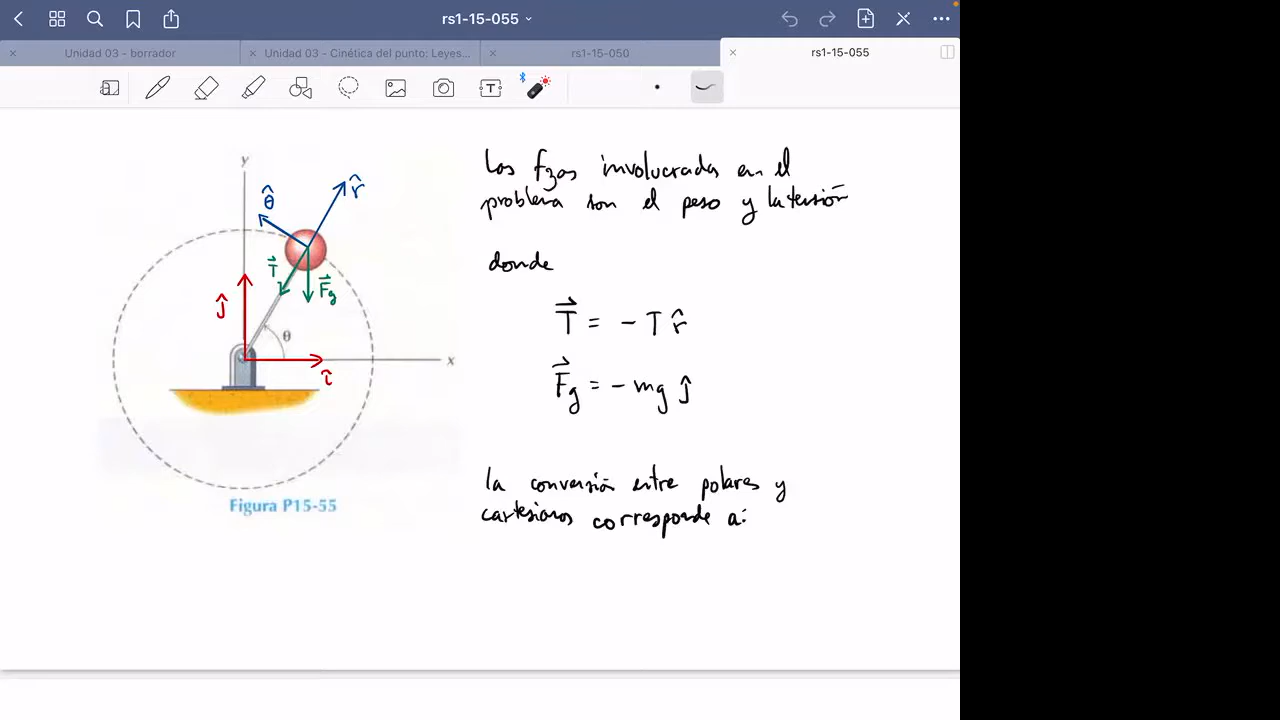 rs1-15-055
Unidad 03 - borrador
Unidad 03 - Cinética del punto; Leyes...
rs1-15-050
rs1-15-055
y
θ̂
r̂
T⃗
F⃗g
ĵ
θ
x
î
Figura P15-55
Las fzas involucradas en el
problema son el peso y la tensión
donde
T⃗ = - T r̂
F⃗g = - mg ĵ
la conversión entre polares y
cartesianas corresponde a: